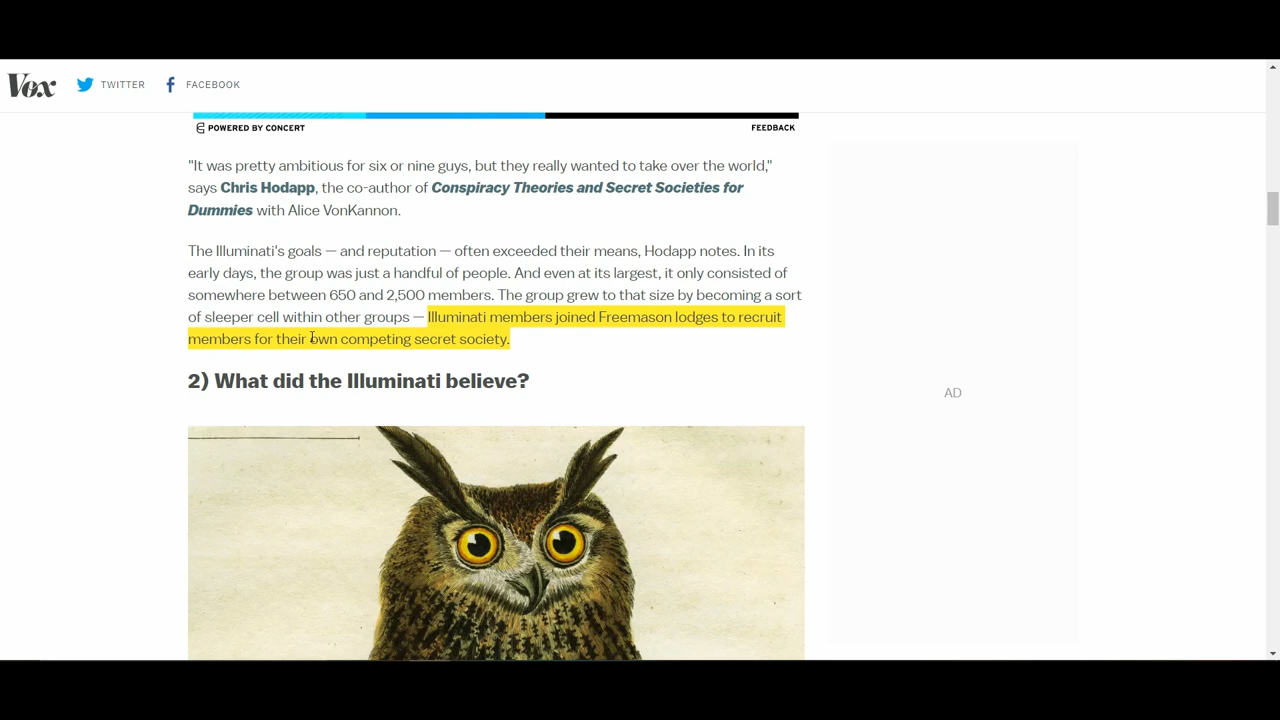 Vox TWITTER FACEBOOK
POWERED BY CONCERT FEEDBACK
"It was pretty ambitious for six or nine guys, but they really wanted to take over the world,"
says Chris Hodapp, the co-author of Conspiracy Theories and Secret Societies for
Dummies with Alice VonKannon.
The Illuminati's goals — and reputation — often exceeded their means, Hodapp notes. In its
early days, the group was just a handful of people. And even at its largest, it only consisted of
somewhere between 650 and 2,500 members. The group grew to that size by becoming a sort
of sleeper cell within other groups — Illuminati members joined Freemason lodges to recruit
members for their own competing secret society.
2) What did the Illuminati believe?
AD